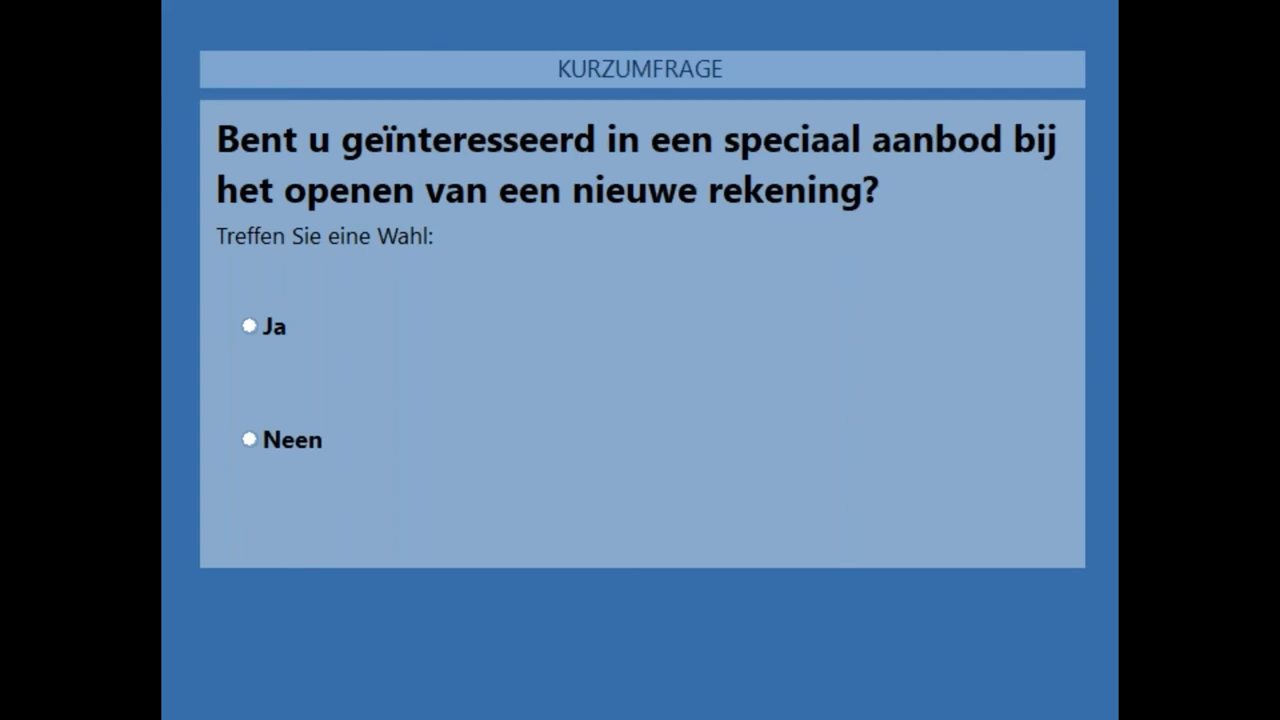 KURZUMFRAGE
Bent u geïnteresseerd in een speciaal aanbod bij
het openen van een nieuwe rekening?
Treffen Sie eine Wahl:
Ja
Neen